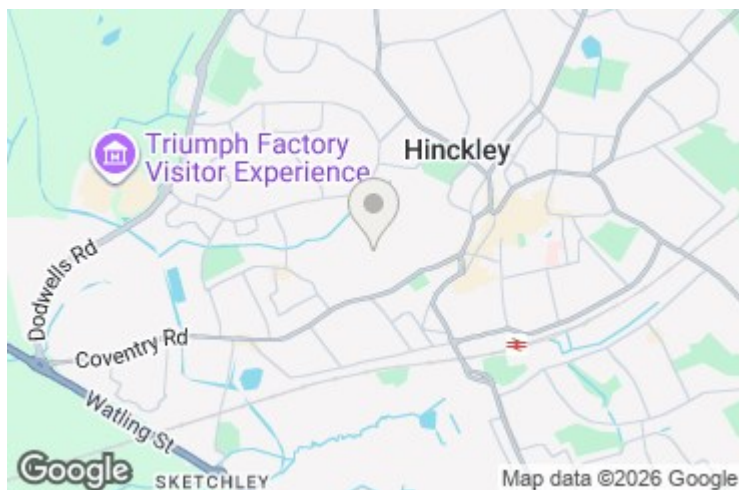 Triumph Factory
Visitor Experience
Hinckley
Dodwells Rd
Coventry Rd
Watling St
SKETCHLEY
Google
Map data ©2026 Google